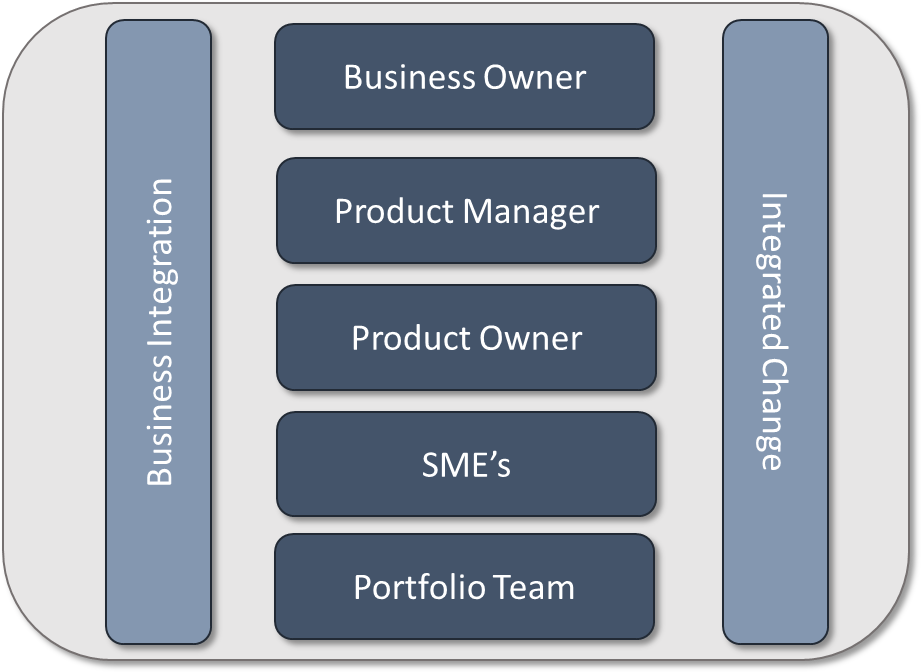 Business Integration
Business Owner
Product Manager
Product Owner
SME’s
Portfolio Team
Integrated Change